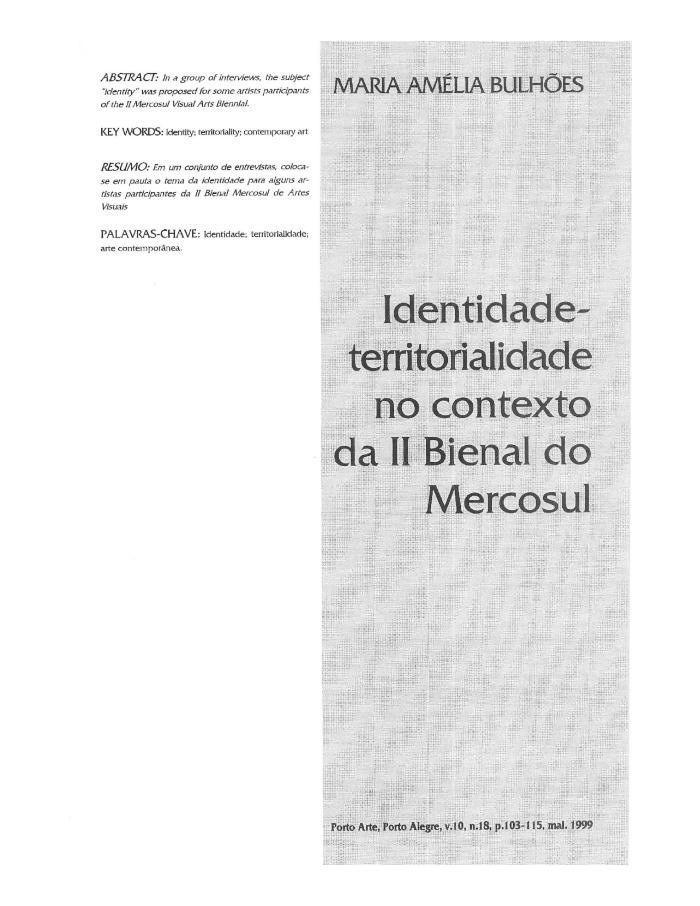 ABSTRACT: In a group of interviews, the subject
"identity" was proposed for some artists participants
of the II Mercosul Visual Arts Biennial.
KEY WORDS: Identity; territoriality; contemporary art
RESUMO: Em um conjunto de entrevistas, coloca-
se em pauta o tema da identidade para alguns ar-
tistas participantes da II Bienal Mercosul de Artes
Visuais
PALAVRAS-CHAVE: Identidade; territorialidade;
arte contemporânea.
MARIA AMÉLIA BULHÕES
Identidade-
territorialidade
no contexto
da II Bienal do
Mercosul
Porto Arte, Porto Alegre, v.10, n.18, p.103-115, mai. 1999